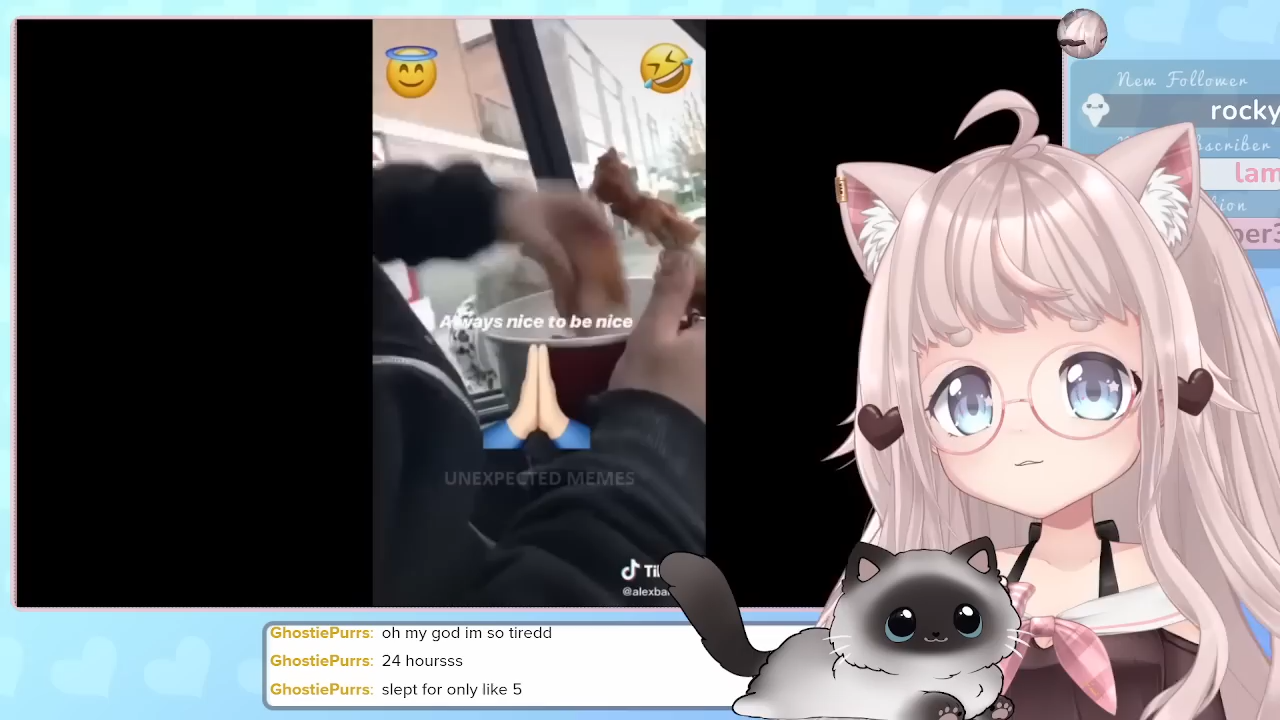 New Follower
rocky
lam
Always nice to be nice
UNEXPECTED MEMES
GhostiePurrs: oh my god im so tiredd
GhostiePurrs: 24 hoursss
GhostiePurrs: slept for only like 5